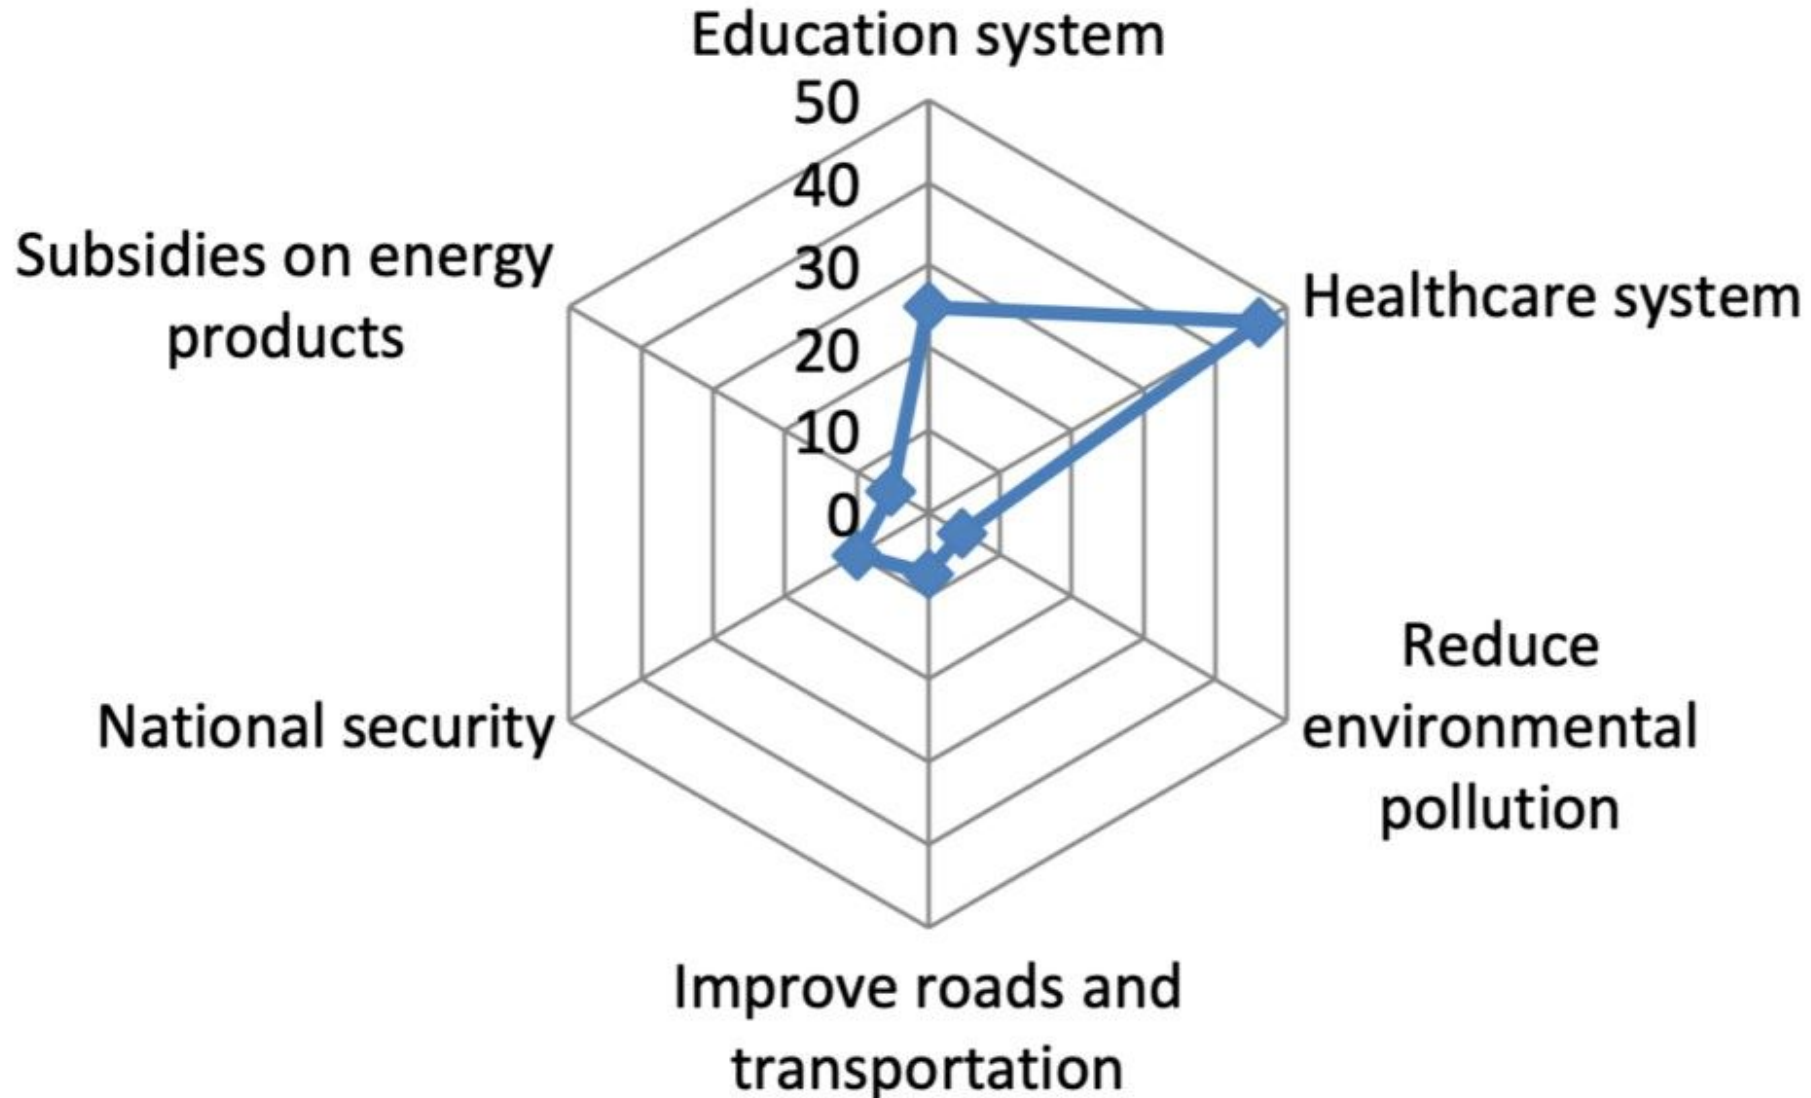 Education system
50
40
30
20
10
0
Healthcare system
Reduce
environmental
pollution
Improve roads and
transportation
National security
Subsidies on energy
products